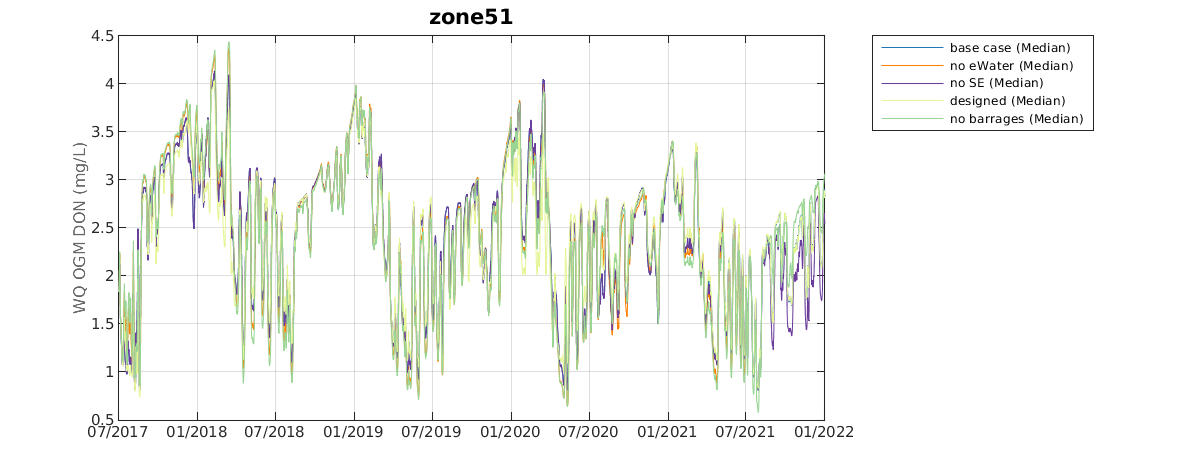 zone51
WQ OGM DON (mg/L)
4.5
4
3.5
3
2.5
2
1.5
1
0.5
07/2017 01/2018 07/2018 01/2019 07/2019 01/2020 07/2020 01/2021 07/2021 01/2022
base case (Median)
no eWater (Median)
no SE (Median)
designed (Median)
no barrages (Median)